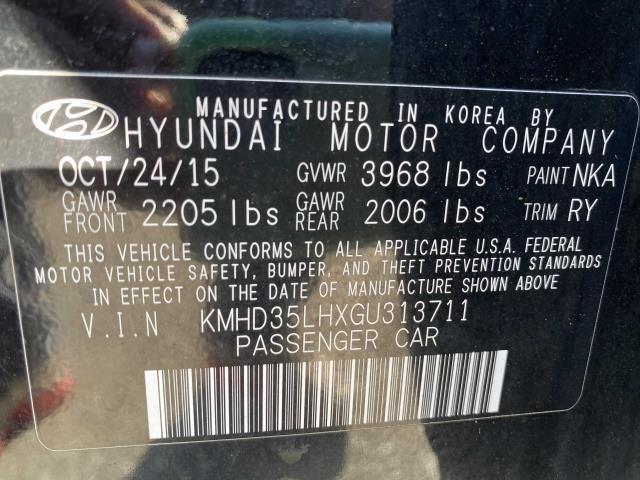 MANUFACTURED IN KOREA BY
HYUNDAI MOTOR COMPANY
OCT/24/15 GVWR 3968 lbs PAINT NKA
GAWR FRONT 2205 lbs GAWR REAR 2006 lbs TRIM RY
THIS VEHICLE CONFORMS TO ALL APPLICABLE U.S.A. FEDERAL
MOTOR VEHICLE SAFETY, BUMPER, AND THEFT PREVENTION STANDARDS
IN EFFECT ON THE DATE OF MANUFACTURE SHOWN ABOVE
V.I.N KMHD35LHXGU313711
PASSENGER CAR